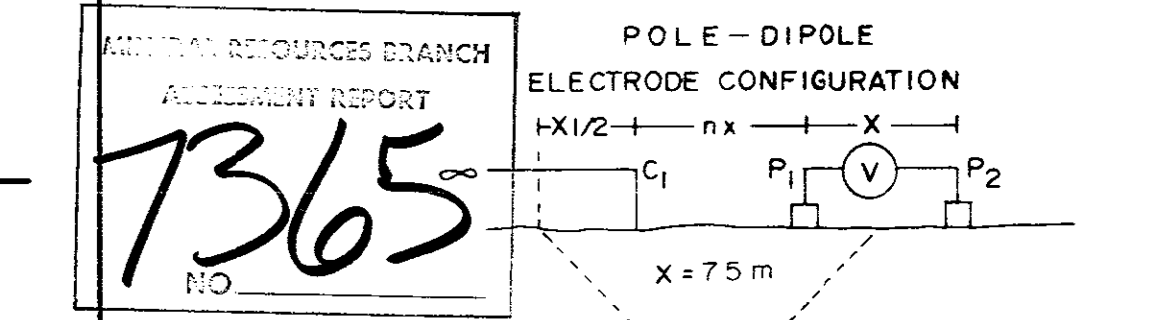 MINERAL RESOURCES BRANCH
ASSESSMENT REPORT
7365
NO
POLE-DIPOLE
ELECTRODE CONFIGURATION
X1/2 nx X
∞ C1 P1 V P2
X = 75 m